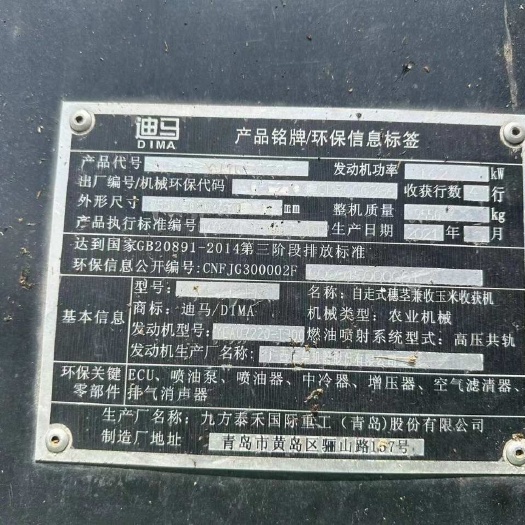 迪马
DIMA
产品铭牌/环保信息标签
产品代号 发动机功率 kW
出厂编号/机械环保代码 收获行数 行
外形尺寸 mm 整机质量 kg
产品执行标准编号 生产日期 2021年 月
达到国家GB20891-2014第三阶段排放标准
环保信息公开编号:CNFJG300002F
基本信息
型号: 名称:自走式穗茎兼收玉米收获机
商标:迪马/DIMA 机械类型:农业机械
发动机型号: 燃油喷射系统型式:高压共轨
发动机生产厂名称:
环保关键零部件
ECU、喷油泵、喷油器、中冷器、增压器、空气滤清器、
排气消声器
生产厂名称:九方泰禾国际重工(青岛)股份有限公司
制造厂地址 青岛市黄岛区骊山路157号